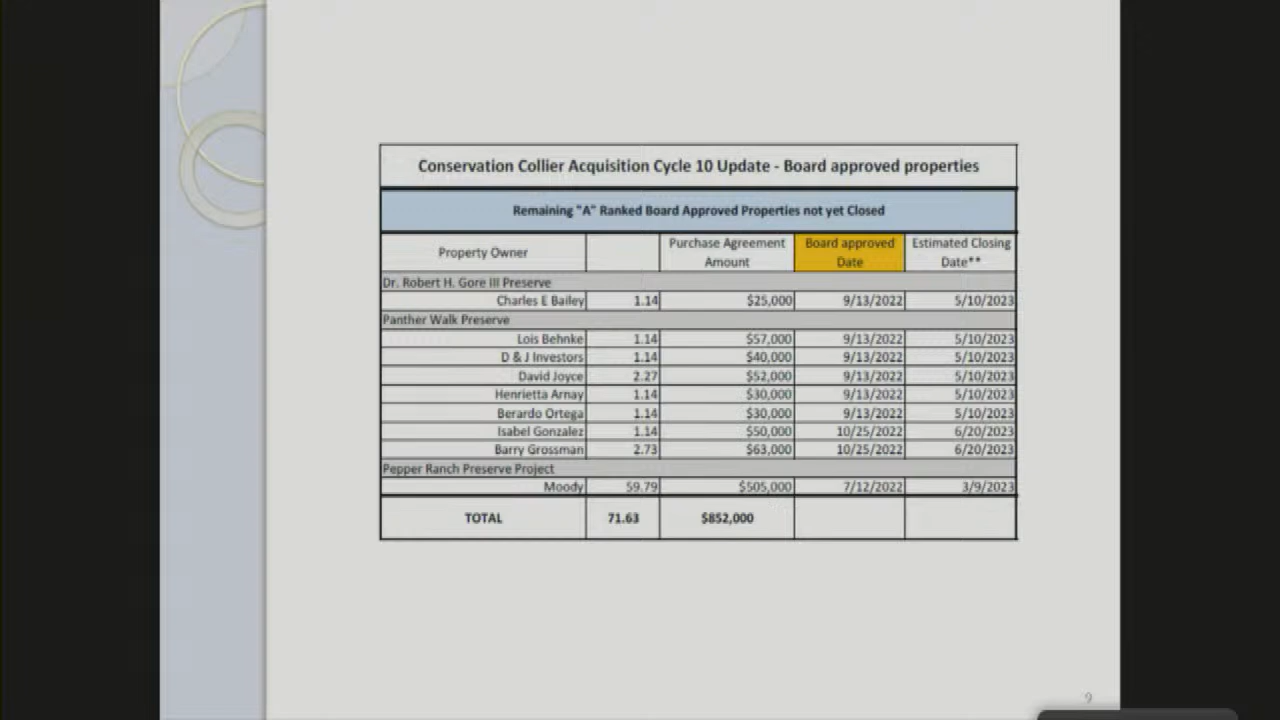 Conservation Collier Acquisition Cycle 10 Update - Board approved properties
Remaining "A" Ranked Board Approved Properties not yet Closed
Property Owner Purchase Agreement Amount Board approved Date Estimated Closing Date**
Dr. Robert H. Gore III Preserve
Charles E Bailey 1.14 $25,000 9/13/2022 5/10/2023
Panther Walk Preserve
Lois Behnke 1.14 $57,000 9/13/2022 5/10/2023
D & J Investors 1.14 $40,000 9/13/2022 5/10/2023
David Joyce 2.27 $52,000 9/13/2022 5/10/2023
Henrietta Arnay 1.14 $30,000 9/13/2022 5/10/2023
Berardo Ortega 1.14 $30,000 9/13/2022 5/10/2023
Isabel Gonzalez 1.14 $50,000 10/25/2022 6/20/2023
Barry Grossman 2.73 $63,000 10/25/2022 6/20/2023
Pepper Ranch Preserve Project
Moody 59.79 $505,000 7/12/2022 3/9/2023
TOTAL 71.63 $852,000
9